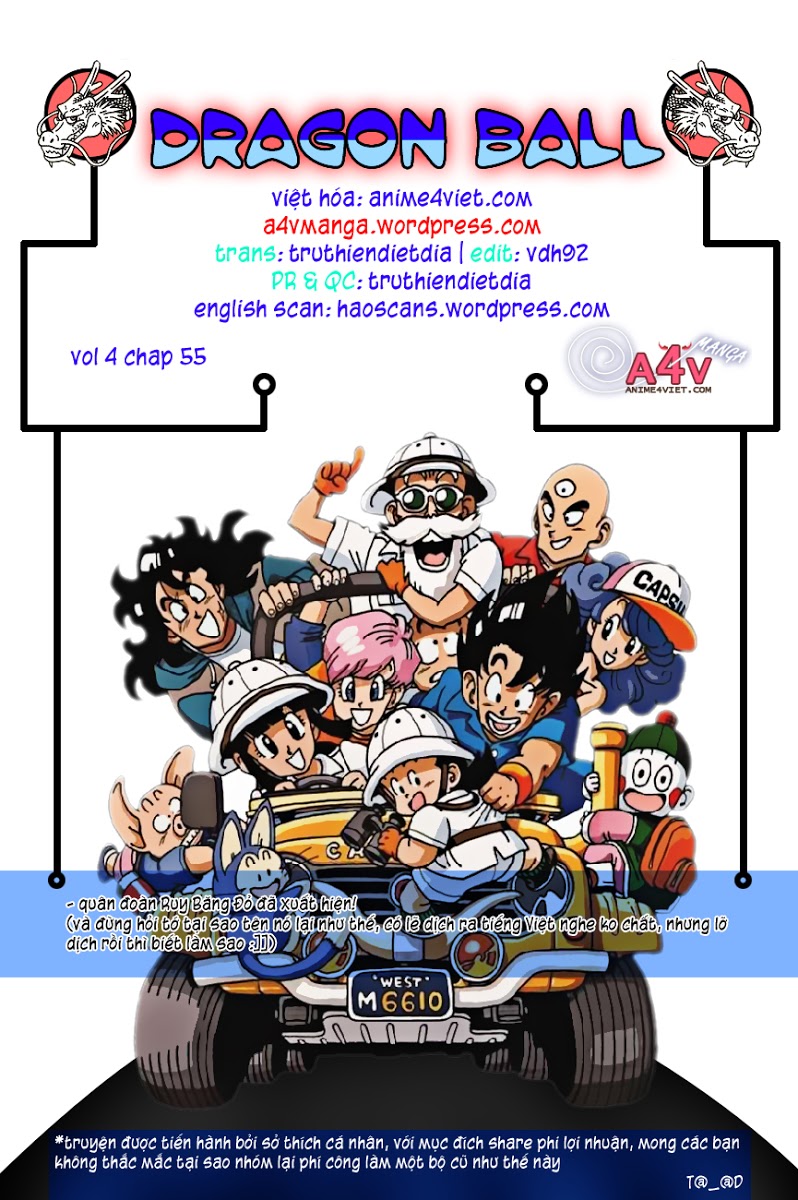 DRAGON BALL
việt hóa: anime4viet.com
a4vmanga.wordpress.com
trans: truthiendietdia | edit: vdh92
PR & QC: truthiendietdia
english scan: haoscans.wordpress.com
vol 4 chap 55
MANGA
A4V
ANIME4VIET.COM
CAPSU
CA
- quân đoàn Ruy Băng Đỏ đã xuất hiện!
(và đừng hỏi tớ tại sao tên nó lại như thế, có lẽ dịch ra tiếng Việt nghe ko chất, nhưng lỡ
dịch rồi thì biết làm sao :]])
WEST
M6610
*truyện được tiến hành bởi sở thích cá nhân, với mục đích share phi lợi nhuận, mong các bạn
không thắc mắc tại sao nhóm lại phí công làm một bộ cũ như thế này
T@_@D